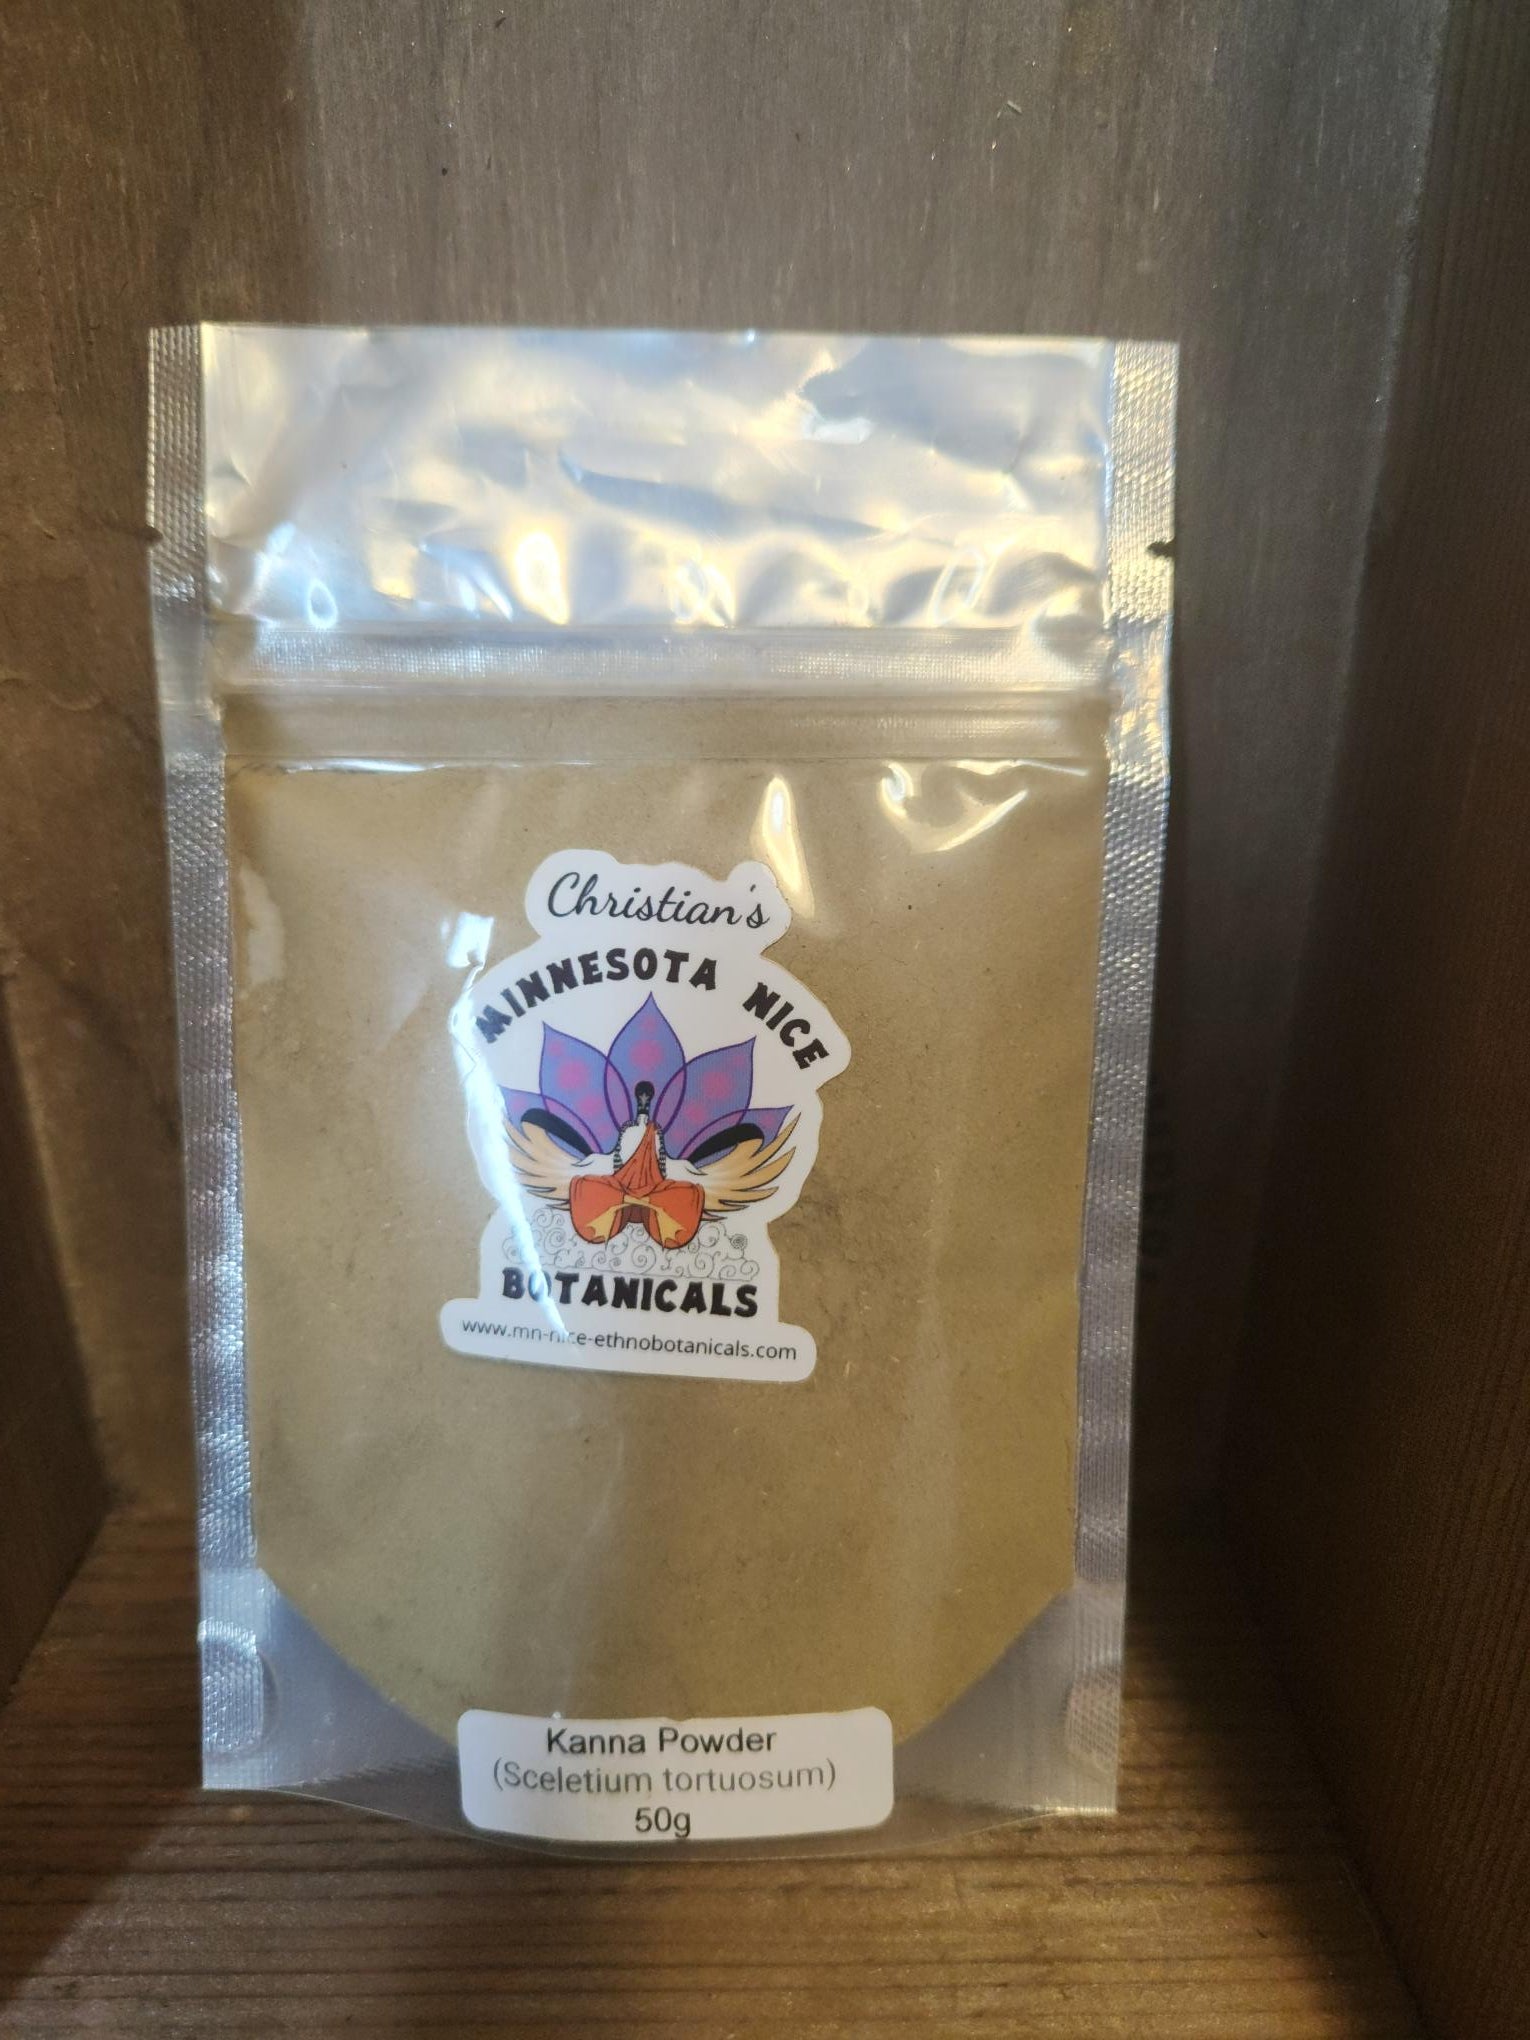 Christian's
MINNESOTA NICE
BOTANICALS
www.mn-nice-ethnobotanicals.com
Kanna Powder
(Sceletium tortuosum)
50g